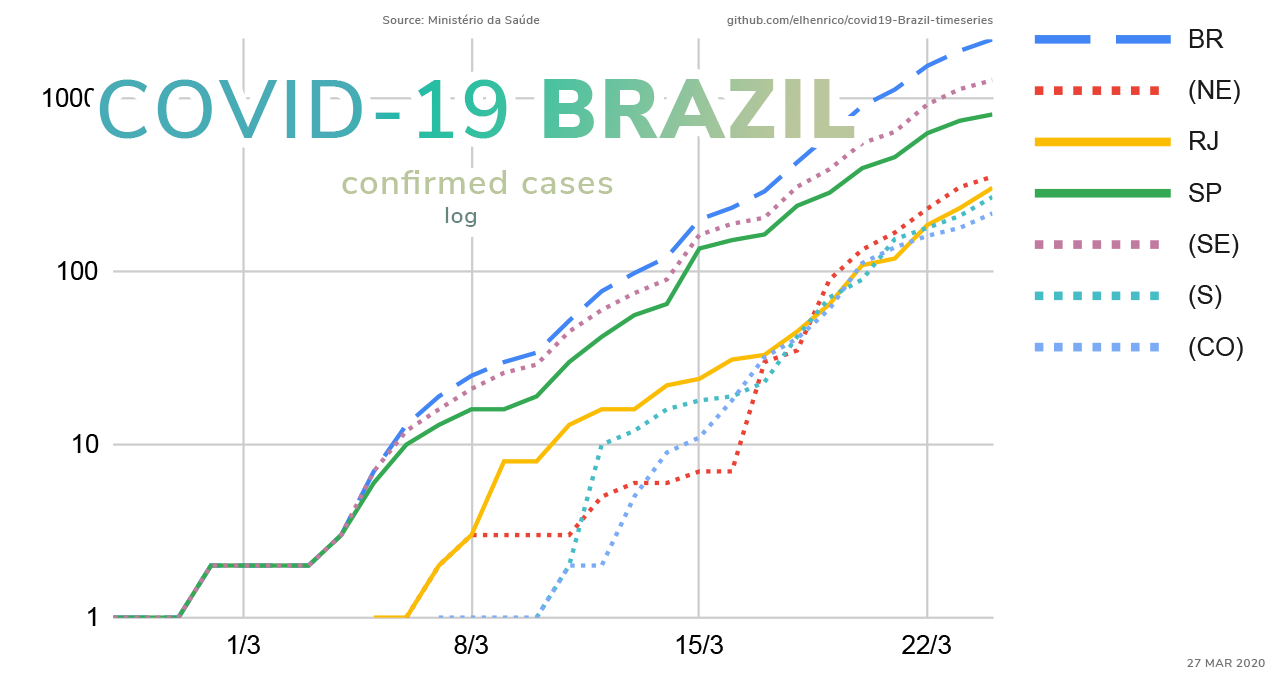 Source: Ministério da Saúde
github.com/elhenrico/covid19-Brazil-timeseries
COVID-19 BRAZIL
confirmed cases
log
1000
100
10
1
1/3
8/3
15/3
22/3
BR
(NE)
RJ
SP
(SE)
(S)
(CO)
27 MAR 2020